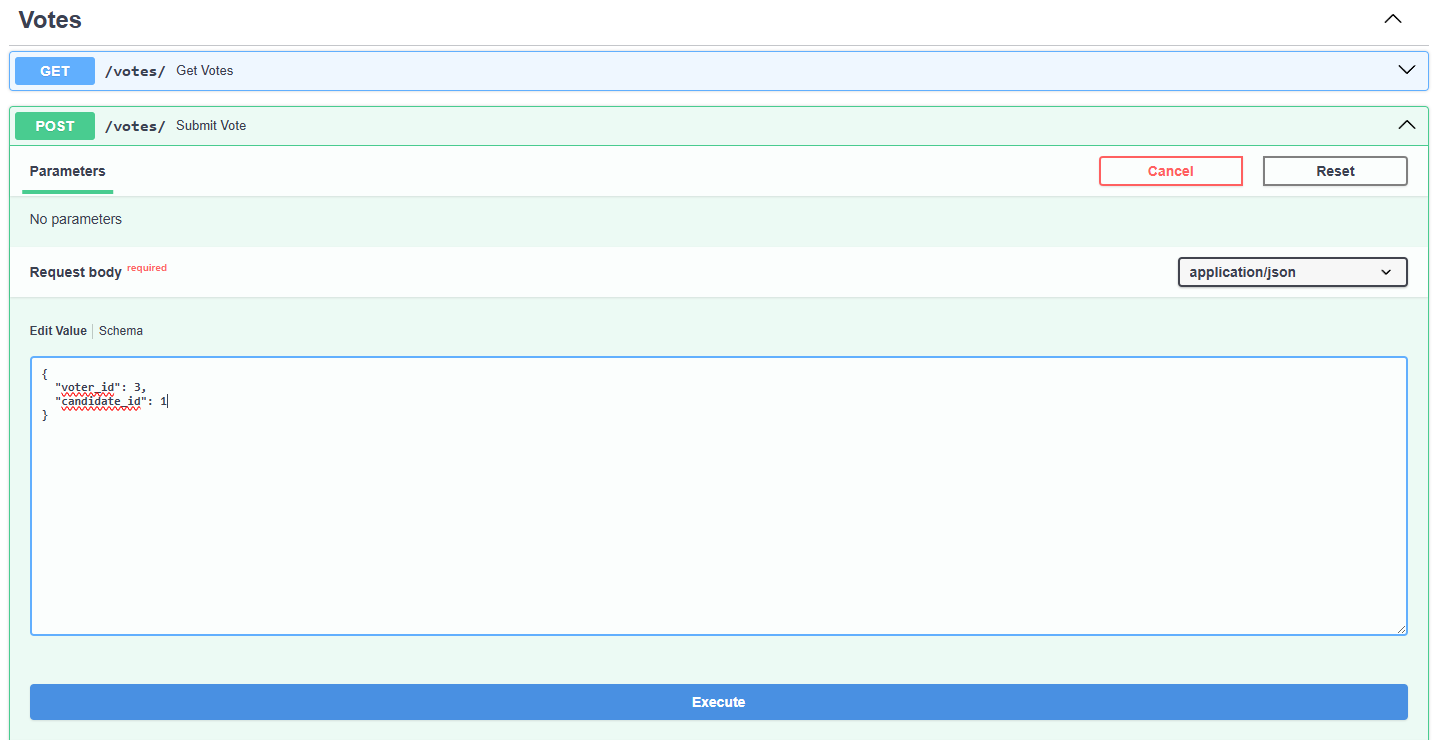 Votes
GET /votes/ Get Votes
POST /votes/ Submit Vote
Parameters Cancel Reset
No parameters
Request body required application/json
Edit Value Schema
{
"voter_id": 3,
"candidate_id": 1
}
Execute